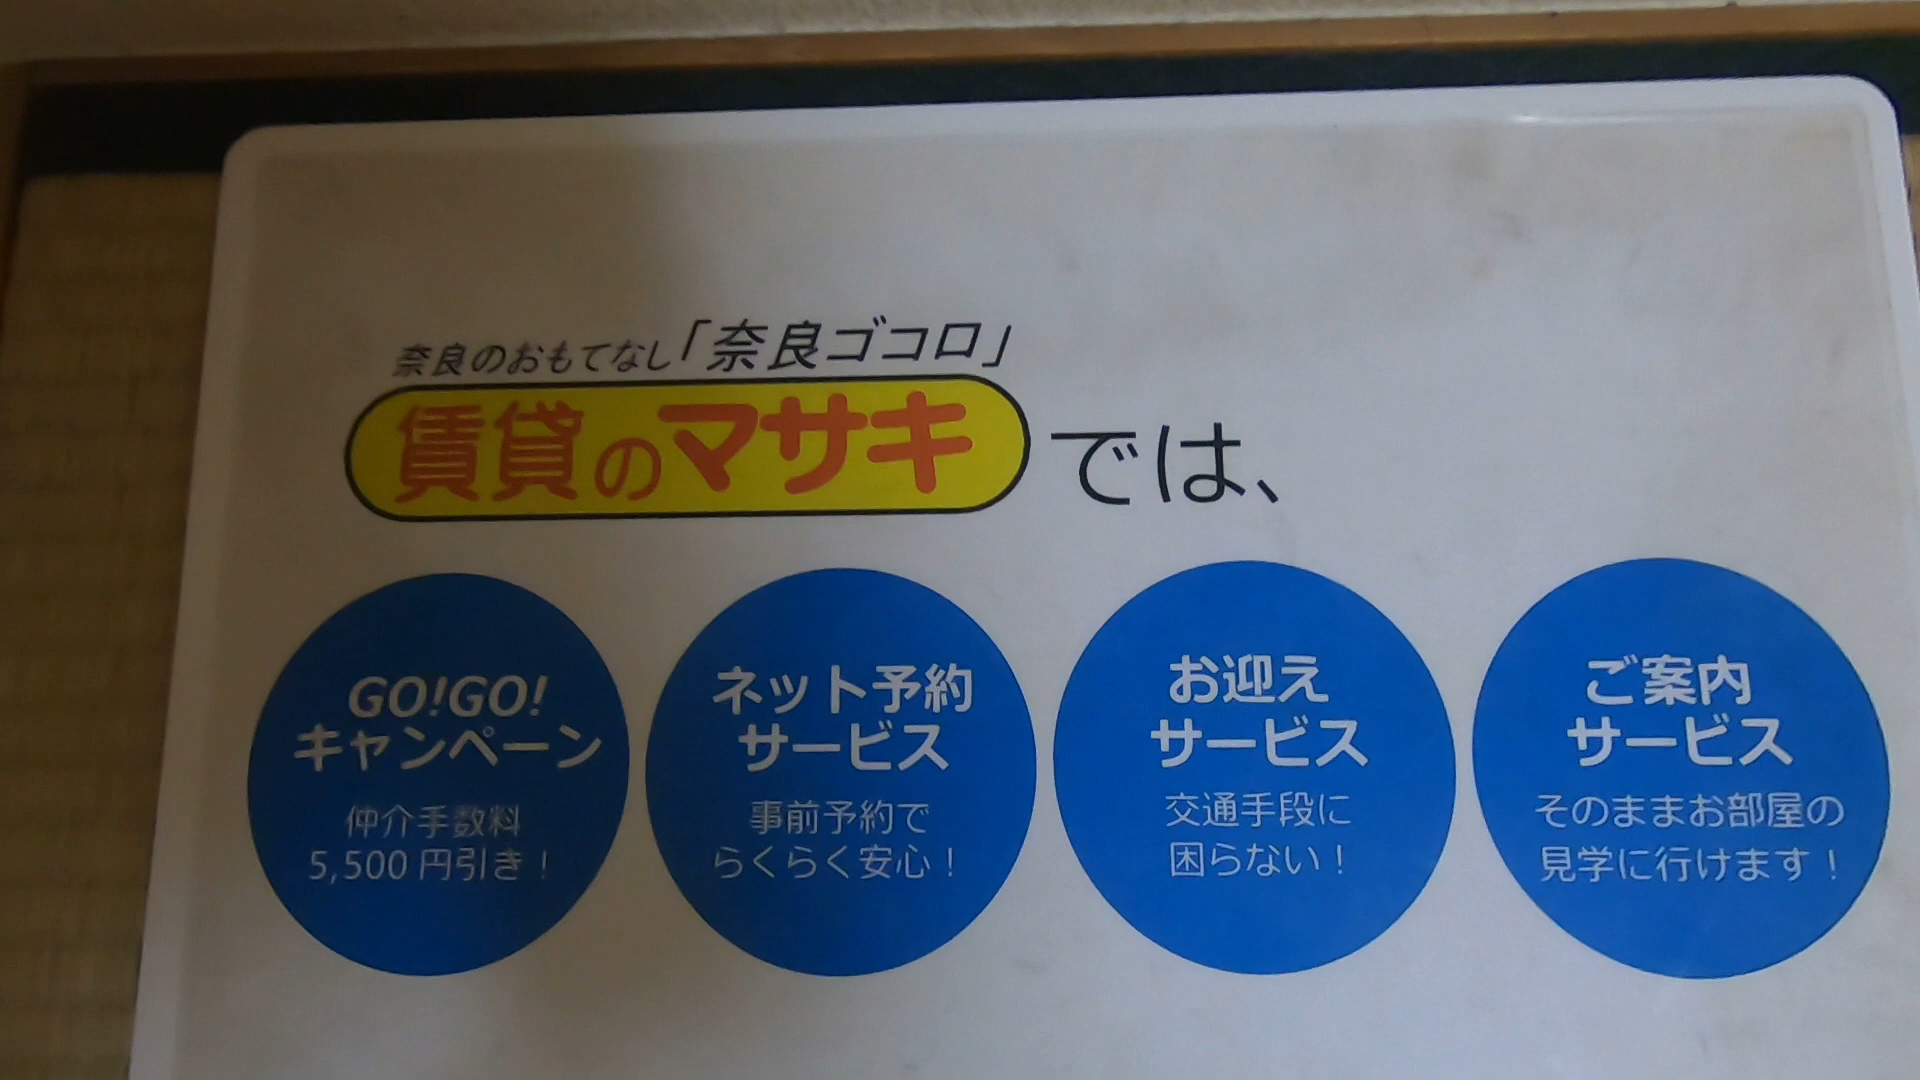 奈良のおもてなし「奈良ゴコロ」
賃貸のマサキでは、
GO!GO!
キャンペーン
仲介手数料
5,500円引き！
ネット予約
サービス
事前予約で
らくらく安心！
お迎え
サービス
交通手段に
困らない！
ご案内
サービス
そのままお部屋の
見学に行けます！